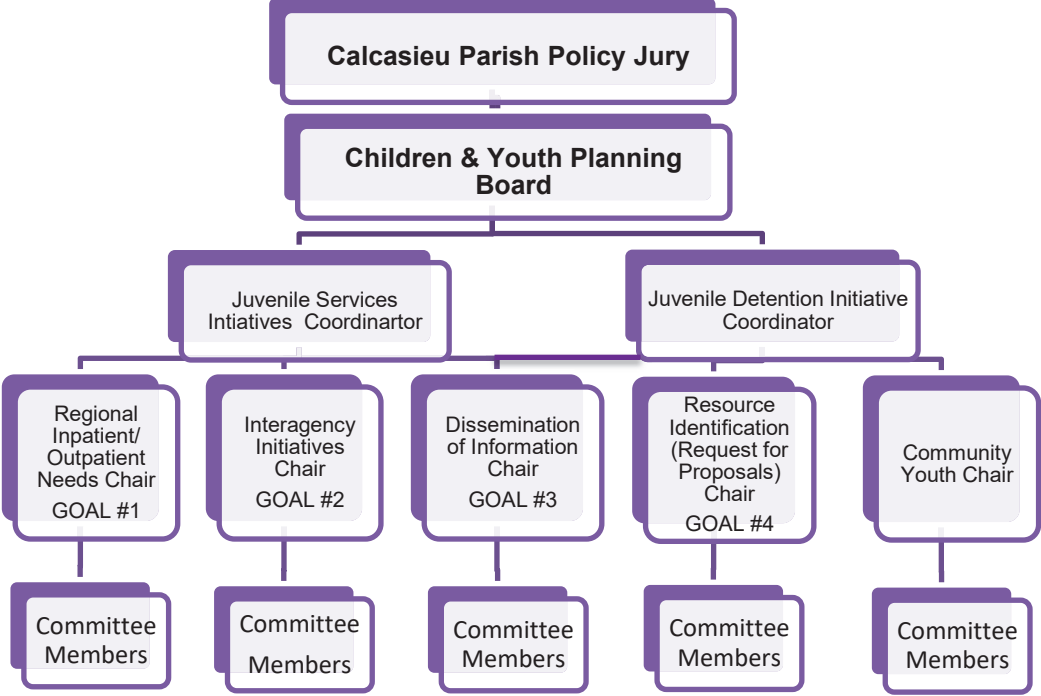 Calcasieu Parish Policy Jury
Children & Youth Planning
Board
Juvenile Services
Intiatives Coordinartor
Juvenile Detention Initiative
Coordinator
Regional
Inpatient/
Outpatient
Needs Chair
GOAL #1
Interagency
Initiatives
Chair
GOAL #2
Dissemination
of Information
Chair
GOAL #3
Resource
Identification
(Request for
Proposals)
Chair
GOAL #4
Community
Youth Chair
Committee
Members
Committee
Members
Committee
Members
Committee
Members
Committee
Members